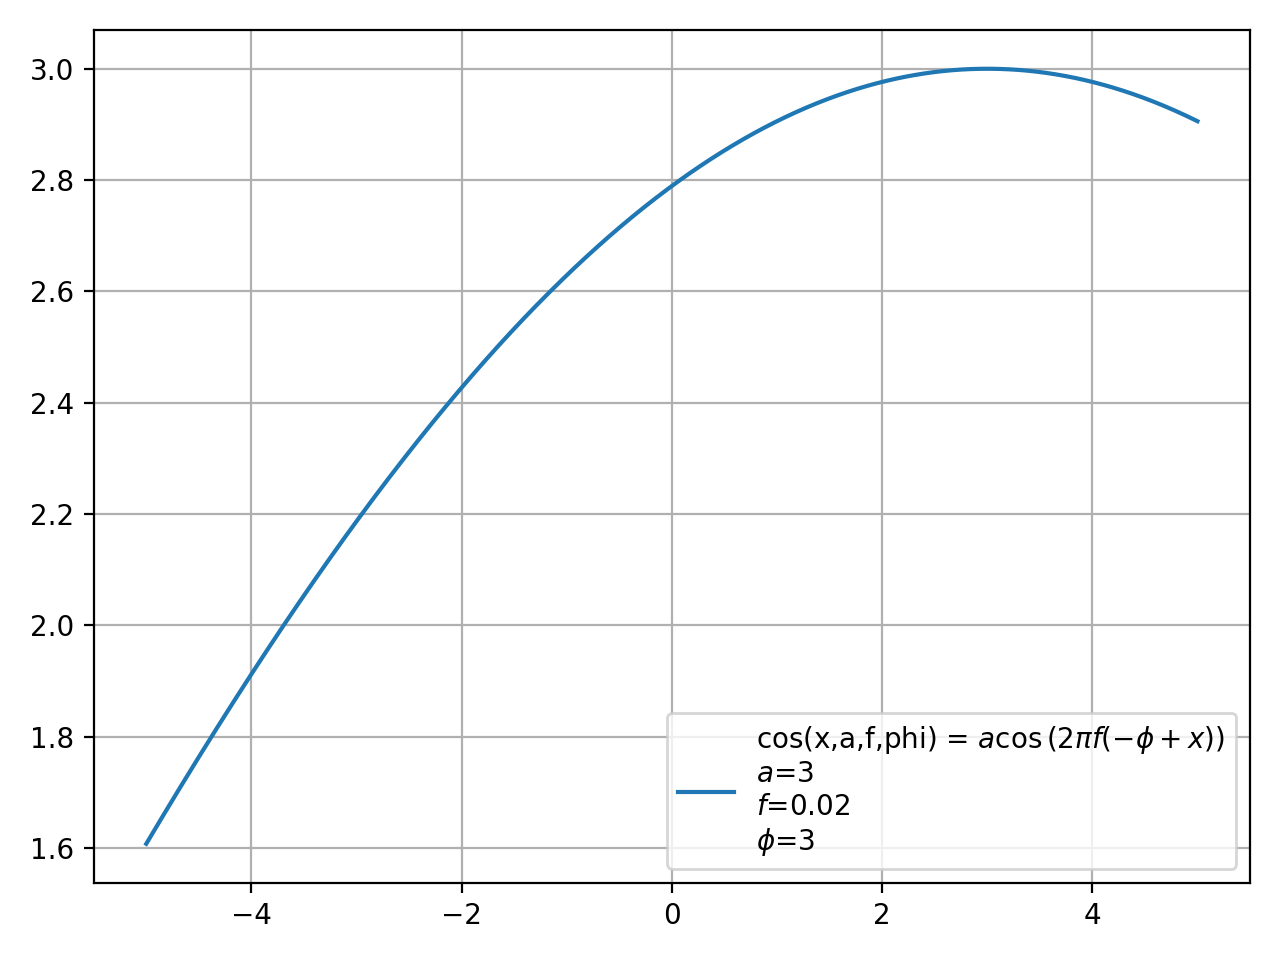 3.0
2.8
2.6
2.4
2.2
2.0
1.8
1.6
−4 −2 0 2 4
cos(x,a,f,phi) = a cos (2πf(−ϕ + x))
a=3
f=0.02
ϕ=3